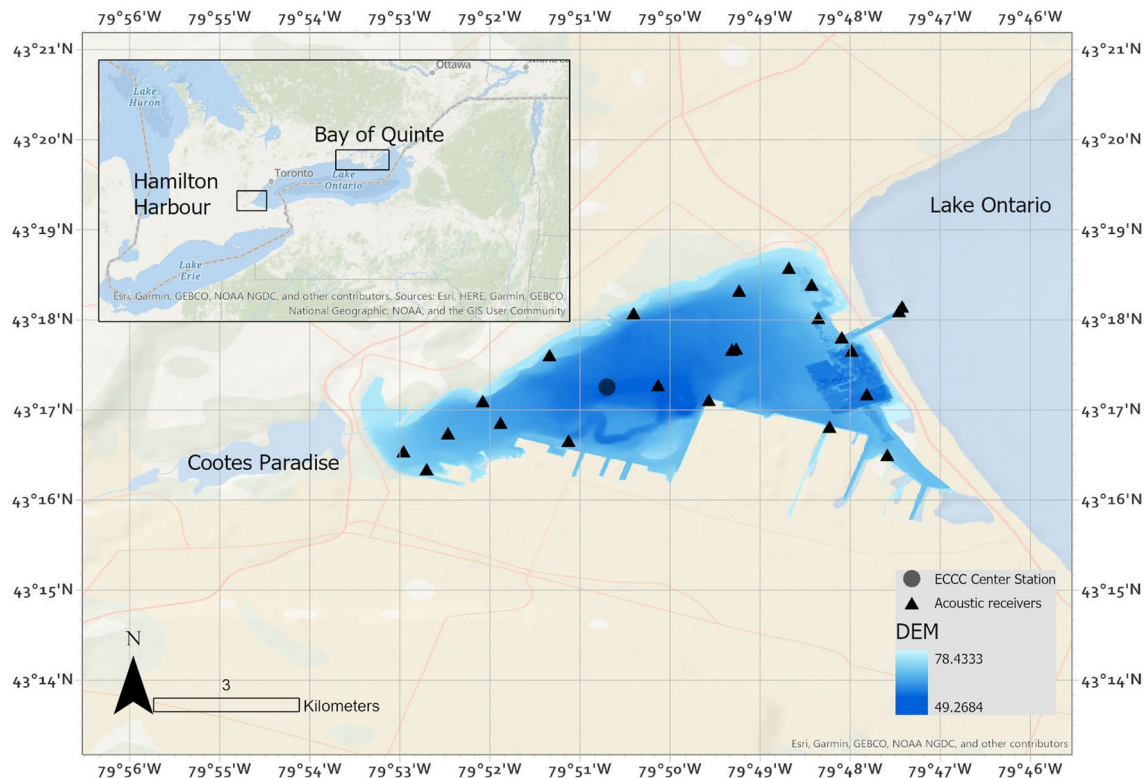 79°56'W 79°55'W 79°54'W 79°53'W 79°52'W 79°51'W 79°50'W 79°49'W 79°48'W 79°47'W 79°46'W
43°21'N 43°21'N
Ottawa
Lake
Huron
43°20'N 43°20'N
Bay of Quinte
Toronto
Lake
Ontario
Hamilton
Harbour
Lake Ontario
43°19'N 43°19'N
Lake
Erie
Esri, Garmin, GEBCO, NOAA NGDC, and other contributors, Sources: Esri, HERE, Garmin, GEBCO,
National Geographic, NOAA, and the GIS User Community
43°18'N 43°18'N
43°17'N 43°17'N
Cootes Paradise
43°16'N 43°16'N
ECCC Center Station
43°15'N 43°15'N
Acoustic receivers
DEM
78.4333
49.2684
N
43°14'N 43°14'N
3
Kilometers
Esri, Garmin, GEBCO, NOAA NGDC, and other contributors
79°56'W 79°55'W 79°54'W 79°53'W 79°52'W 79°51'W 79°50'W 79°49'W 79°48'W 79°47'W 79°46'W